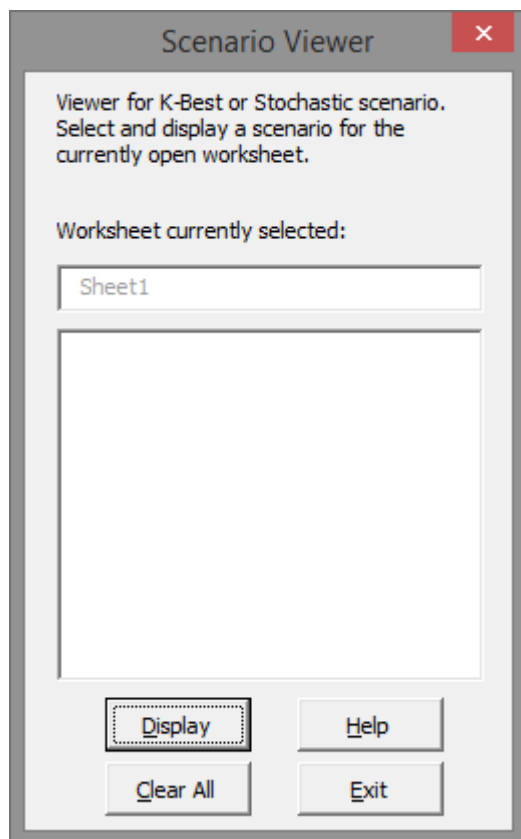 Scenario Viewer
Viewer for K-Best or Stochastic scenario.
Select and display a scenario for the
currently open worksheet.
Worksheet currently selected:
Sheet1
Display
Help
Clear All
Exit